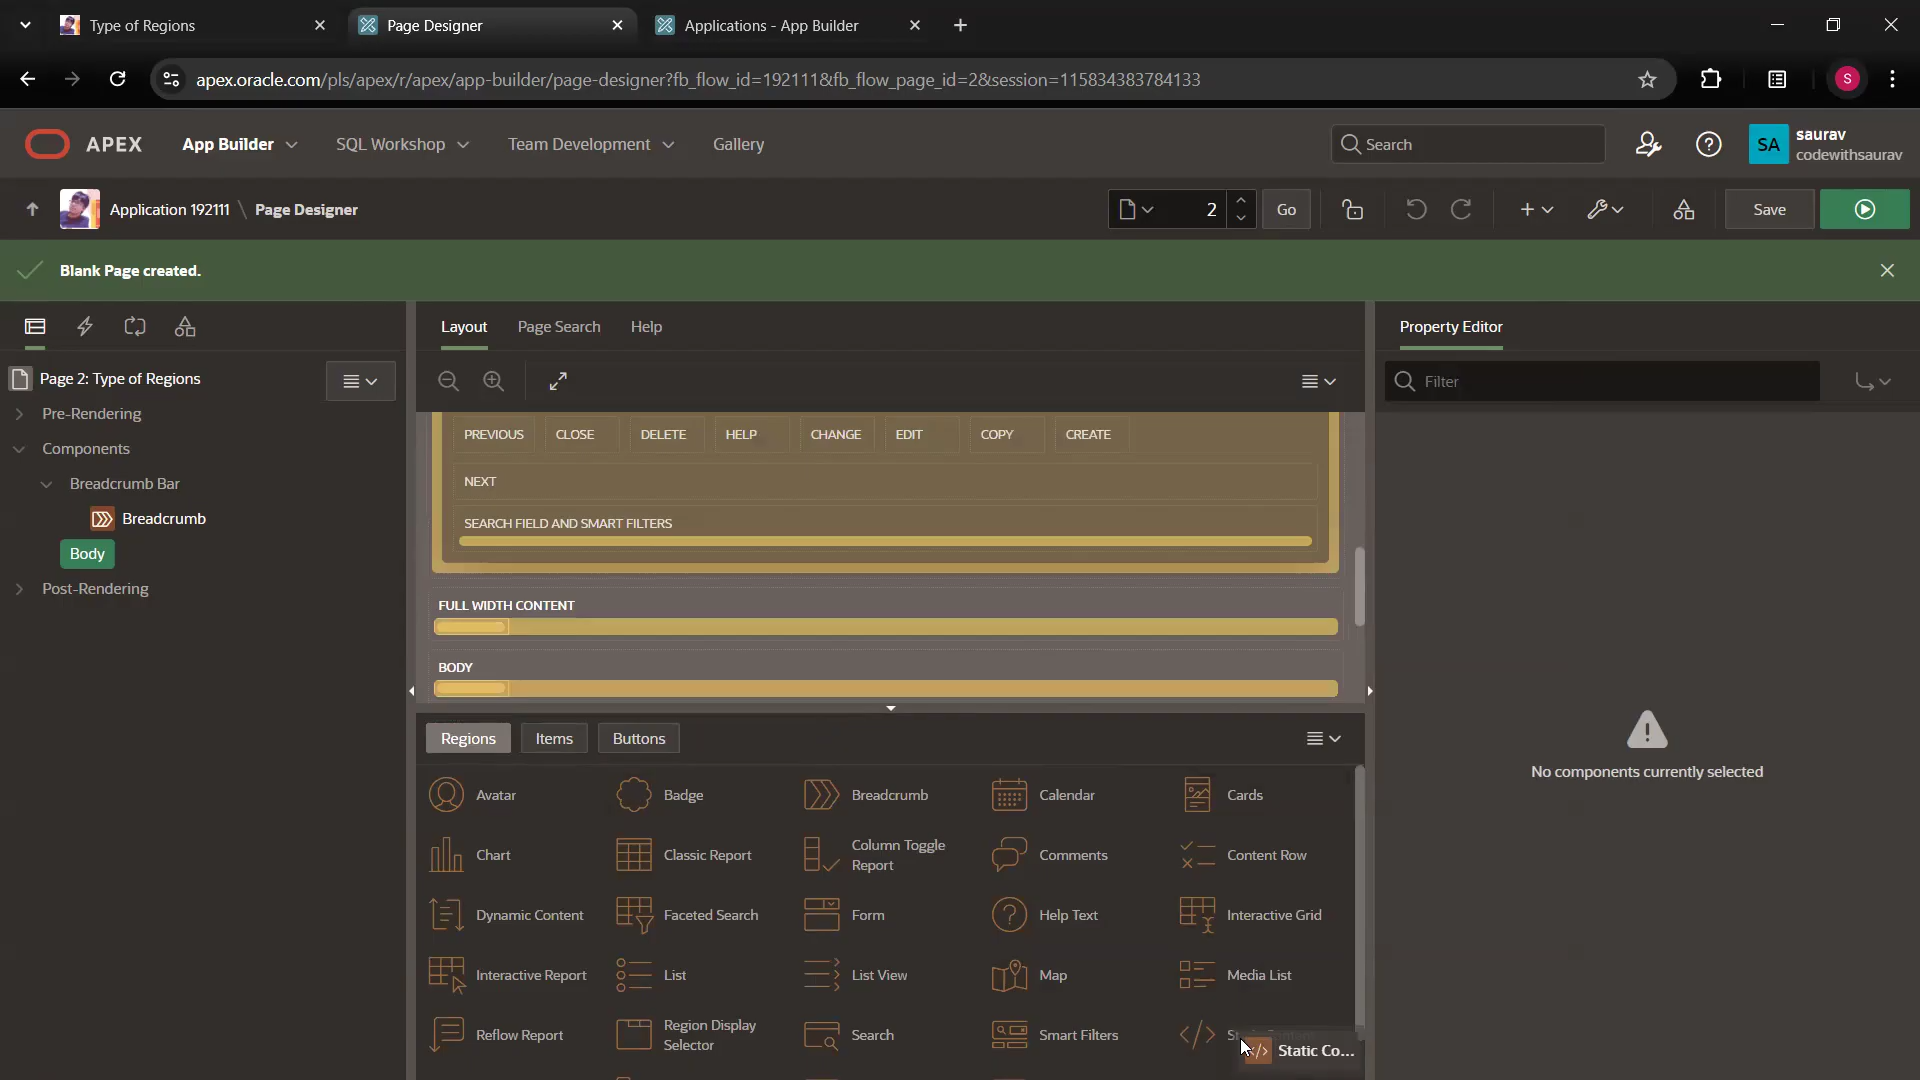 Type of Regions
Page Designer
Applications - App Builder
apex.oracle.com/pls/apex/r/apex/app-builder/page-designer?fb_flow_id=192111&fb_flow_page_id=2&session=115834383784133
S
APEX
App Builder
SQL Workshop
Team Development
Gallery
Search
SA
saurav
codewithsaurav
Application 192111 \ Page Designer
2
Go
Save
Blank Page created.
Layout
Page Search
Help
Property Editor
Page 2: Type of Regions
Filter
Pre-Rendering
Components
Breadcrumb Bar
Breadcrumb
Body
Post-Rendering
PREVIOUS
CLOSE
DELETE
HELP
CHANGE
EDIT
COPY
CREATE
NEXT
SEARCH FIELD AND SMART FILTERS
FULL WIDTH CONTENT
BODY
Regions
Items
Buttons
No components currently selected
Avatar
Badge
Breadcrumb
Calendar
Cards
Chart
Classic Report
Column Toggle
Report
Comments
Content Row
Dynamic Content
Faceted Search
Form
Help Text
Interactive Grid
Interactive Report
List
List View
Map
Media List
Reflow Report
Region Display
Selector
Search
Smart Filters
Static Co...